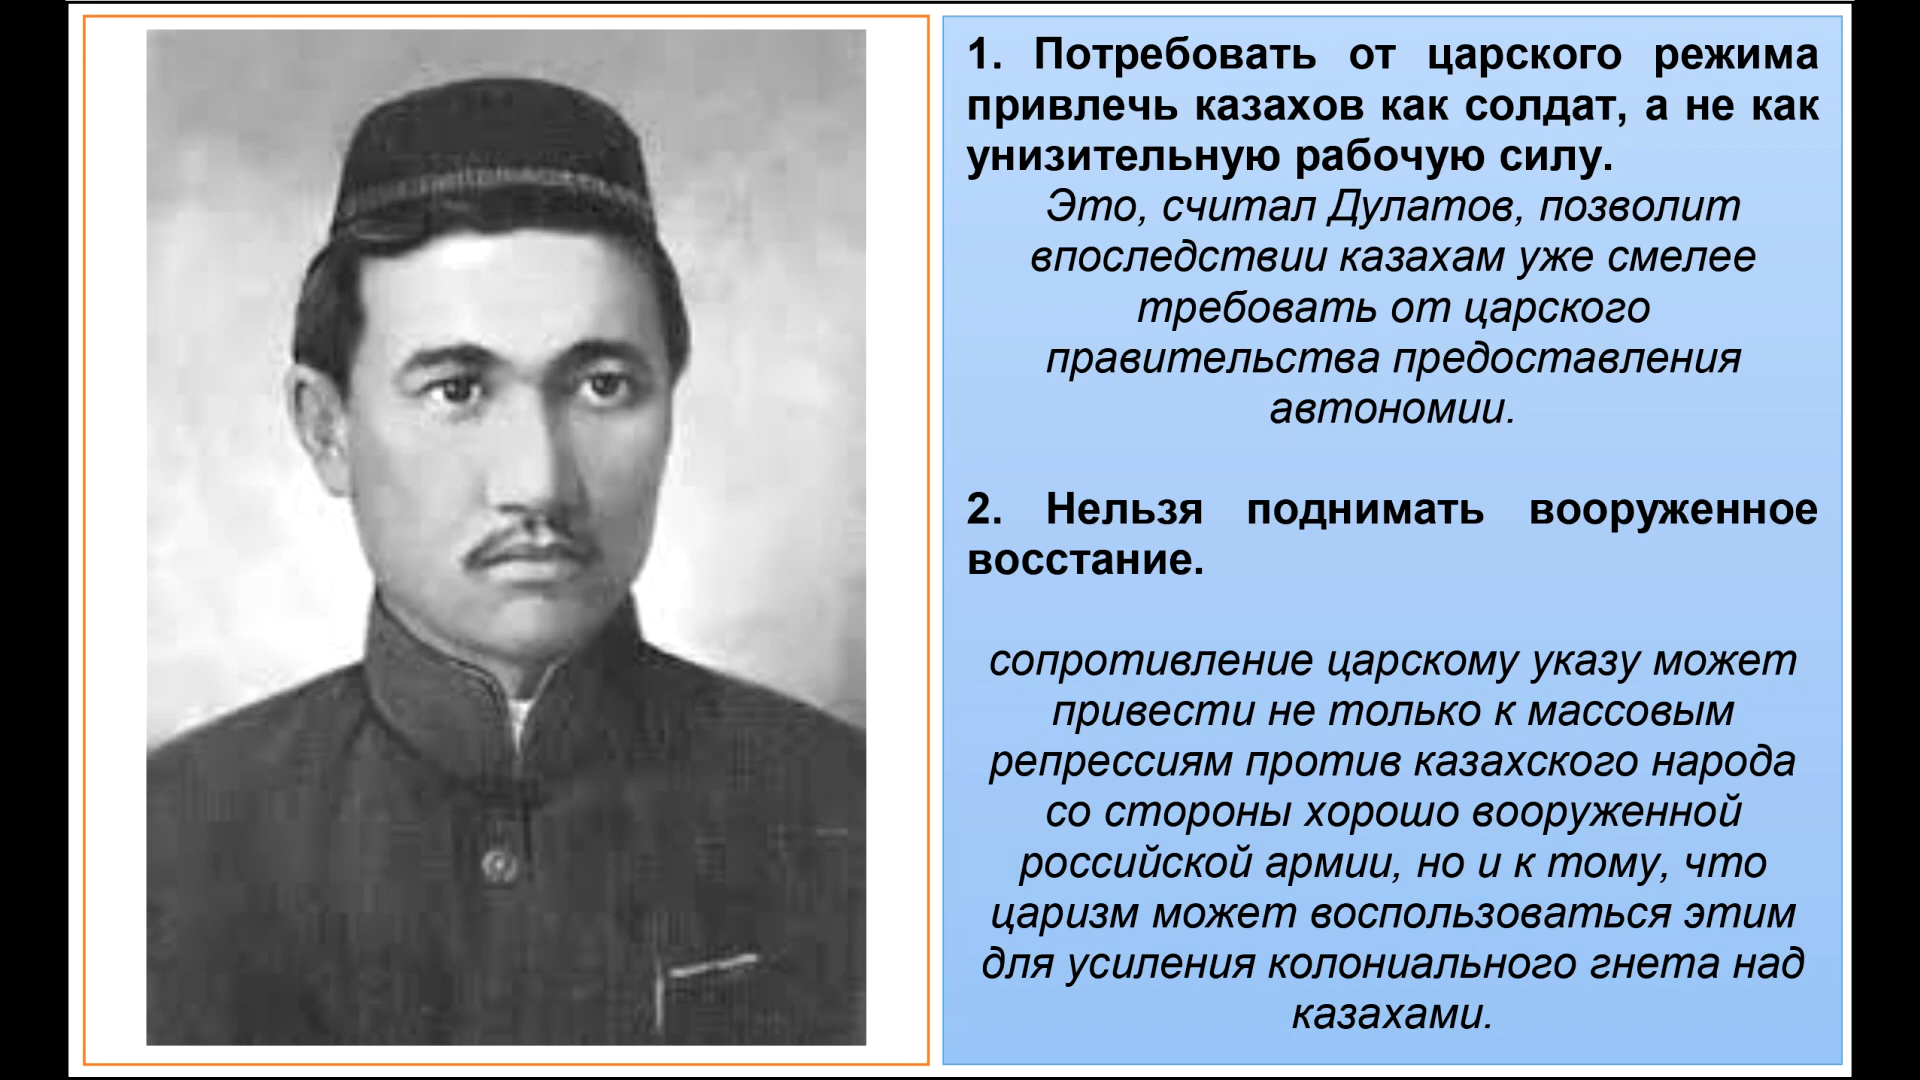 1. Потребовать от царского режима
привлечь казахов как солдат, а не как
унизительную рабочую силу.
Это, считал Дулатов, позволит
впоследствии казахам уже смелее
требовать от царского
правительства предоставления
автономии.
2. Нельзя поднимать вооруженное
восстание.
сопротивление царскому указу может
привести не только к массовым
репрессиям против казахского народа
со стороны хорошо вооруженной
российской армии, но и к тому, что
царизм может воспользоваться этим
для усиления колониального гнета над
казахами.